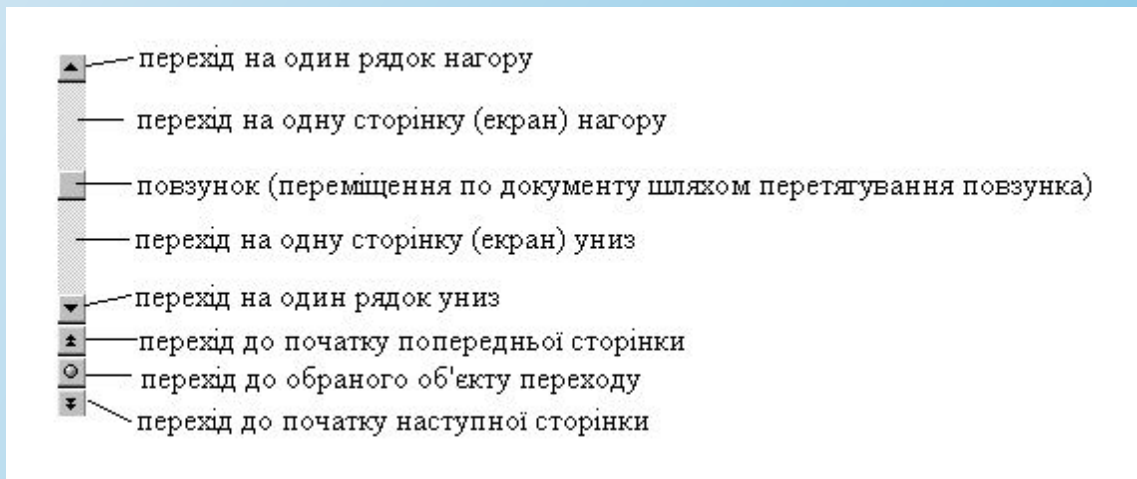 перехід на один рядок нагору
перехід на одну сторінку (екран) нагору
повзунок (переміщення по документу шляхом перетягування повзунка)
перехід на одну сторінку (екран) униз
перехід на один рядок униз
перехід до початку попередньої сторінки
перехід до обраного об'єкту переходу
перехід до початку наступної сторінки